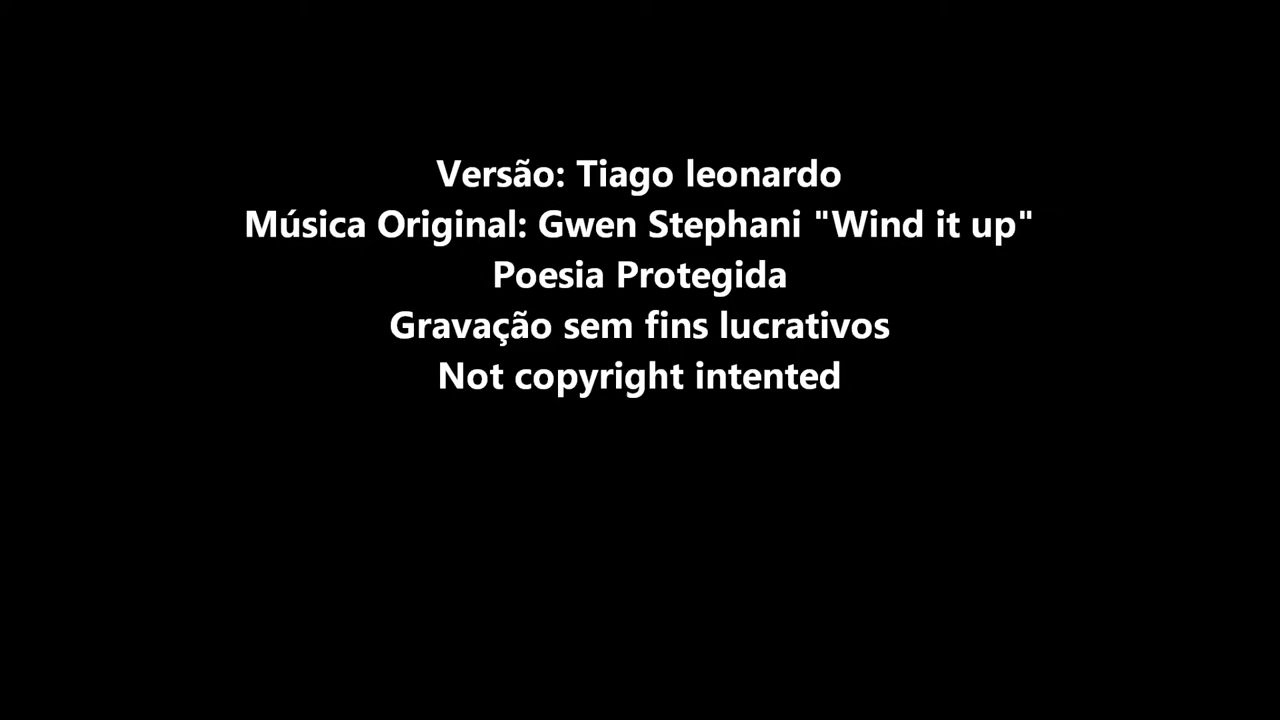 Versão: Tiago leonardo
Música Original: Gwen Stephani "Wind it up"
Poesia Protegida
Gravação sem fins lucrativos
Not copyright intented